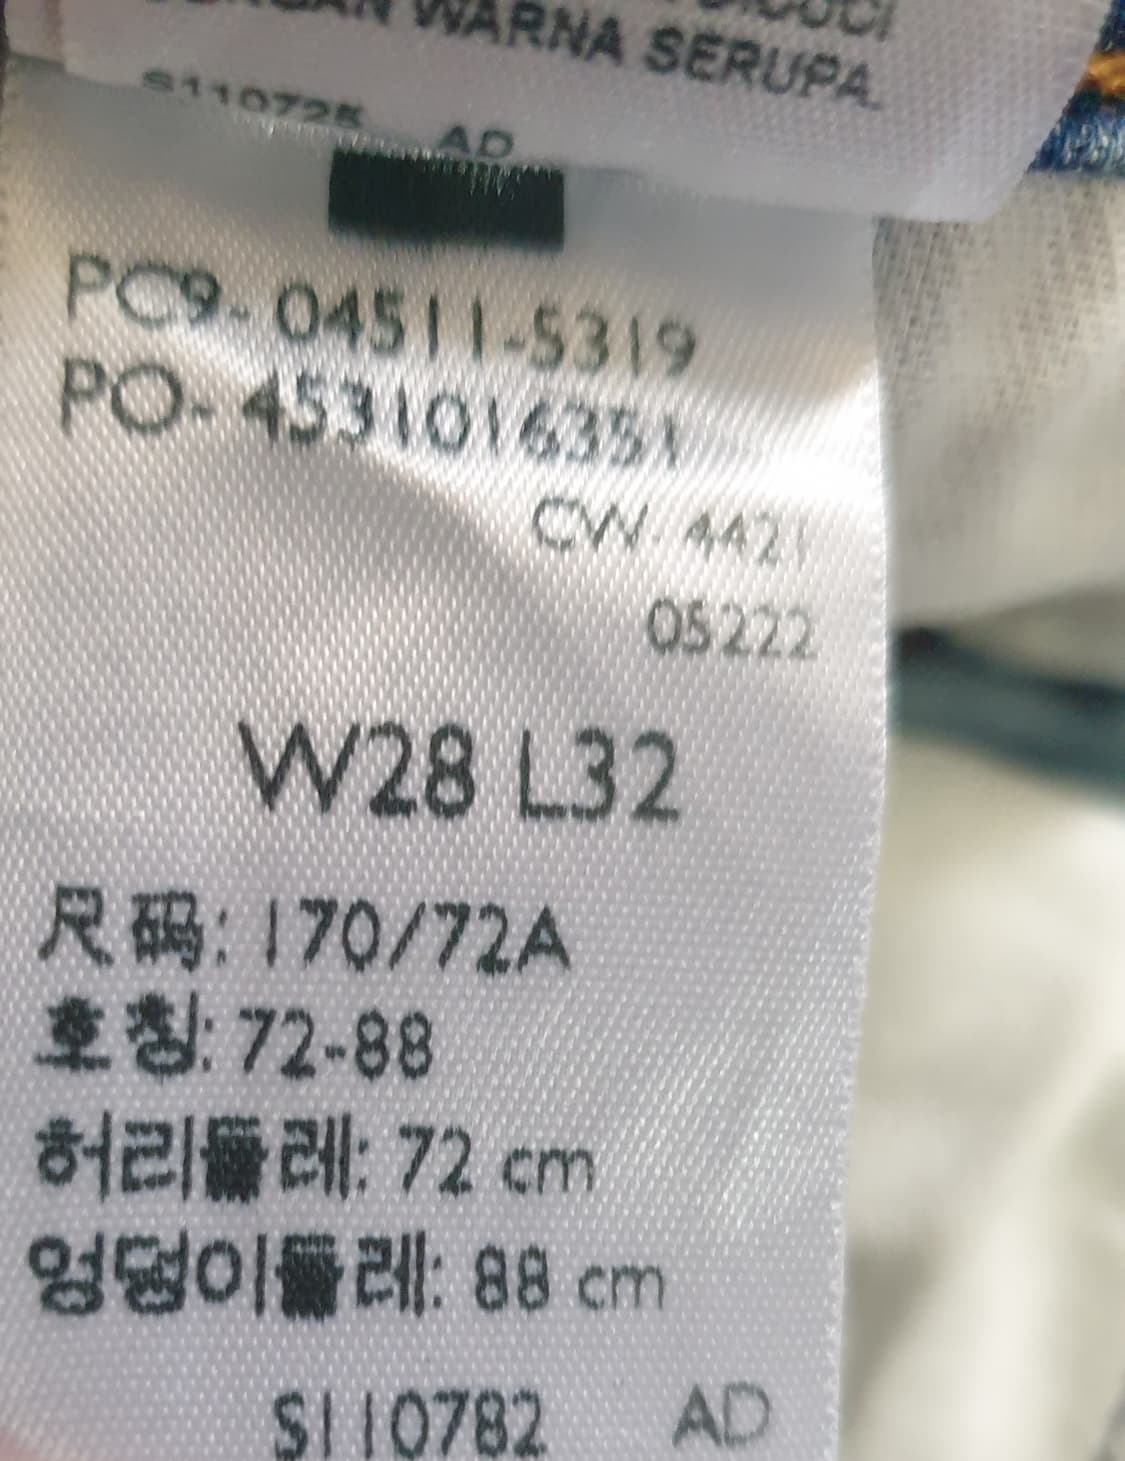 WARNA SERUPA.
S110725 AD
PC9-04511-5319
PO-4531016351
CW. 4421
05222
W28 L32
尺码: 170/72A
호칭: 72-88
허리둘레: 72 cm
엉덩이둘레: 88 cm
S110782 AD